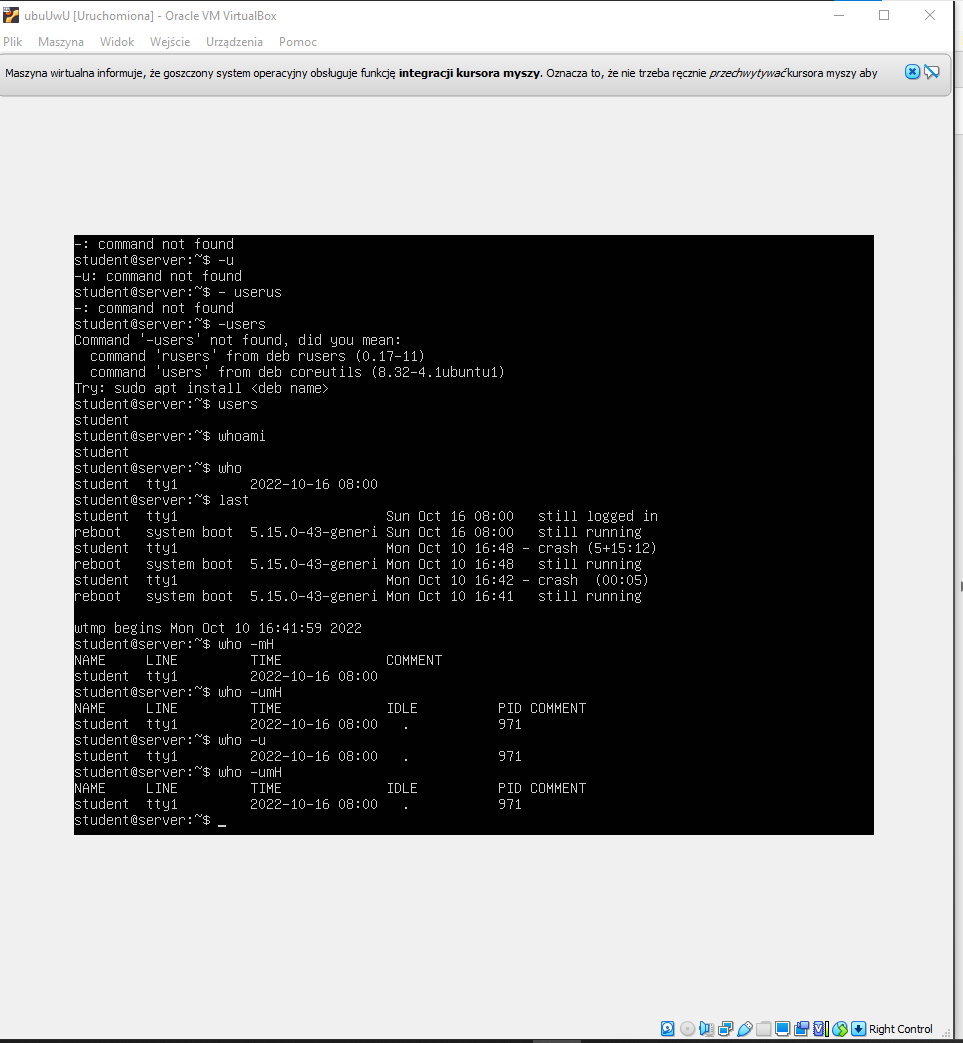 ubuUwU [Uruchomiona] - Oracle VM VirtualBox
Plik Maszyna Widok Wejście Urządzenia Pomoc
Maszyna wirtualna informuje, że goszczony system operacyjny obsługuje funkcję integracji kursora myszy. Oznacza to, że nie trzeba ręcznie przechwytywać kursora myszy aby
-: command not found
student@server:~$ -u
-u: command not found
student@server:~$ - userus
-: command not found
student@server:~$ -users
Command '-users' not found, did you mean:
  command 'rusers' from deb rusers (0.17-11)
  command 'users' from deb coreutils (8.32-4.1ubuntu1)
Try: sudo apt install <deb name>
student@server:~$ users
student
student@server:~$ whoami
student
student@server:~$ who
student  tty1         2022-10-16 08:00
student@server:~$ last
student  tty1                          Sun Oct 16 08:00   still logged in
reboot   system boot  5.15.0-43-generi Sun Oct 16 08:00   still running
student  tty1                          Mon Oct 10 16:48 - crash (5+15:12)
reboot   system boot  5.15.0-43-generi Mon Oct 10 16:48   still running
student  tty1                          Mon Oct 10 16:42 - crash  (00:05)
reboot   system boot  5.15.0-43-generi Mon Oct 10 16:41   still running
wtmp begins Mon Oct 10 16:41:59 2022
student@server:~$ who -mH
NAME     LINE         TIME             COMMENT
student  tty1         2022-10-16 08:00
student@server:~$ who -umH
NAME     LINE         TIME             IDLE          PID COMMENT
student  tty1         2022-10-16 08:00   .           971
student@server:~$ who -u
student  tty1         2022-10-16 08:00   .           971
student@server:~$ who -umH
NAME     LINE         TIME             IDLE          PID COMMENT
student  tty1         2022-10-16 08:00   .           971
student@server:~$ _
Right Control